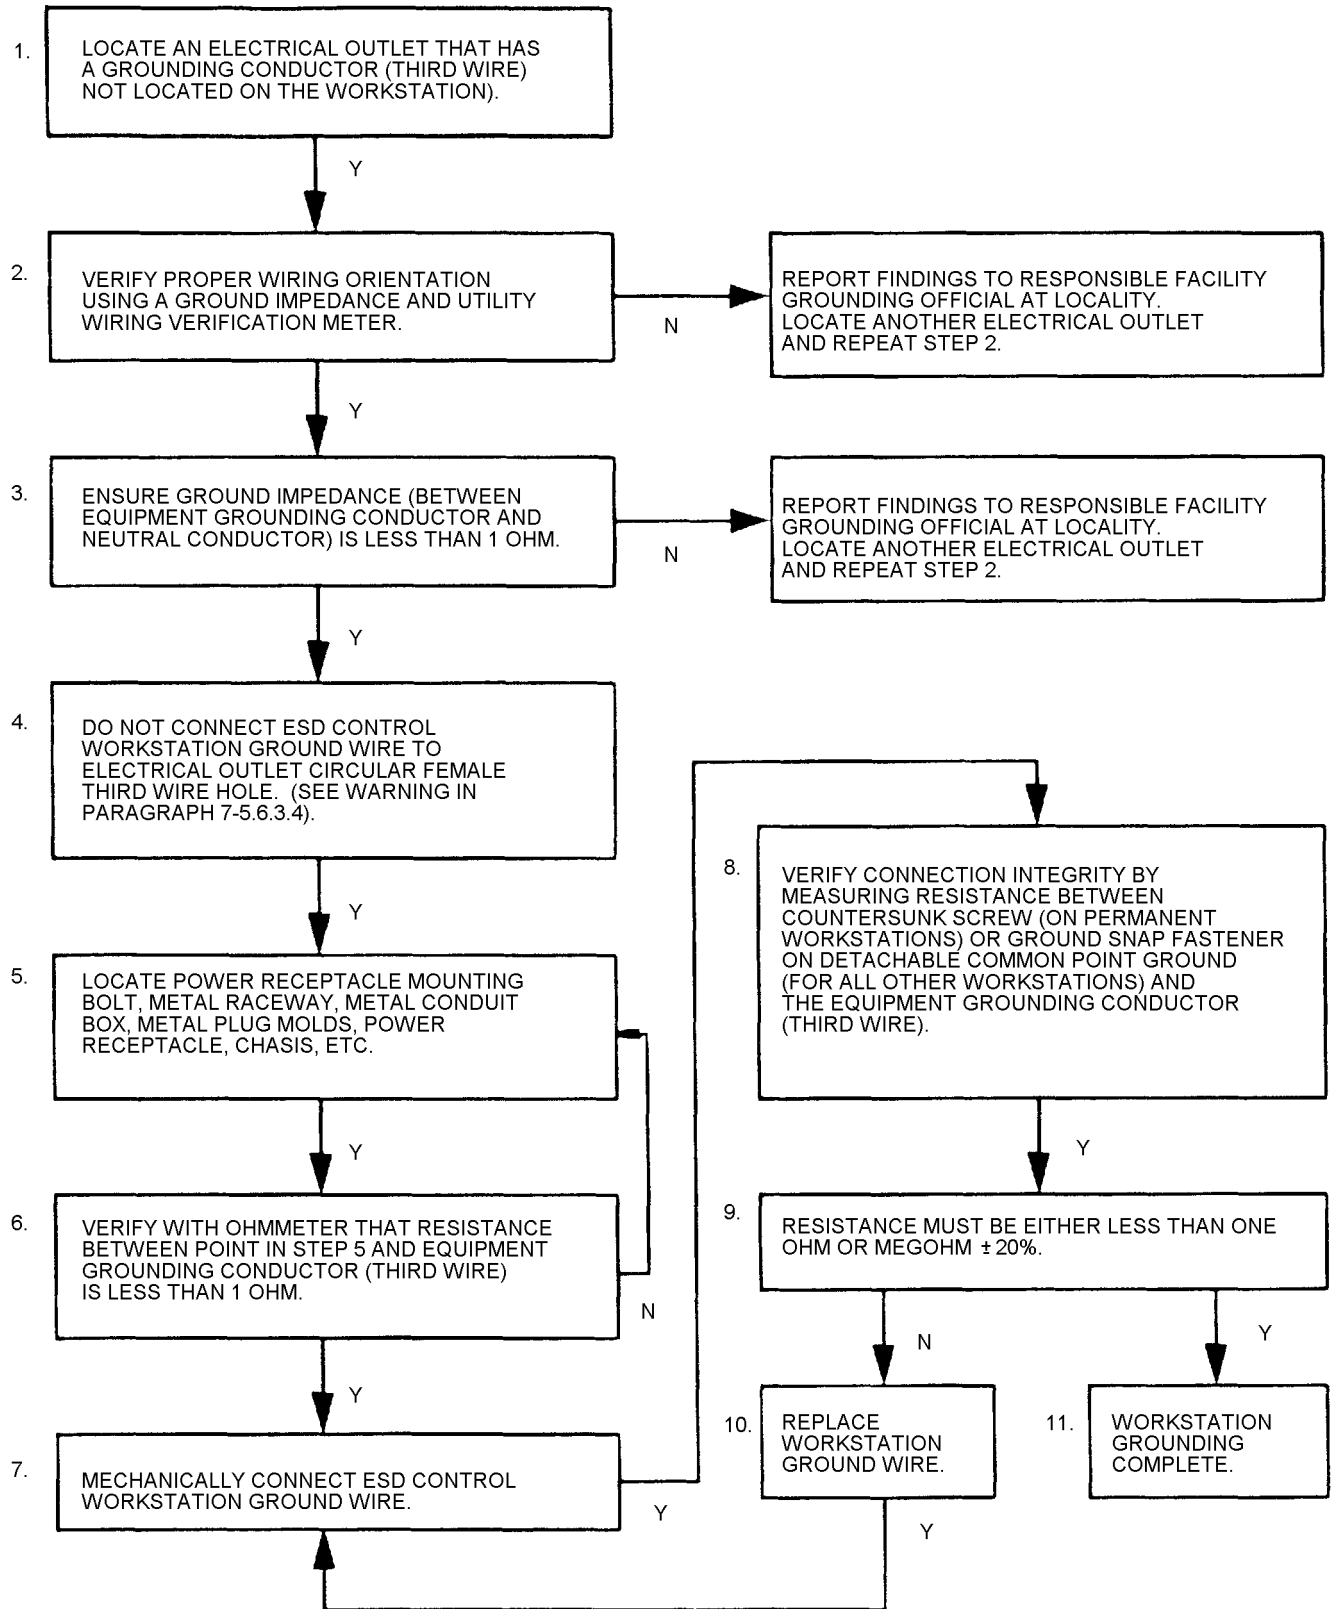 1.
LOCATE AN ELECTRICAL OUTLET THAT HAS
A GROUNDING CONDUCTOR (THIRD WIRE)
NOT LOCATED ON THE WORKSTATION).
Y
2.
VERIFY PROPER WIRING ORIENTATION
USING A GROUND IMPEDANCE AND UTILITY
WIRING VERIFICATION METER.
N
REPORT FINDINGS TO RESPONSIBLE FACILITY
GROUNDING OFFICIAL AT LOCALITY.
LOCATE ANOTHER ELECTRICAL OUTLET
AND REPEAT STEP 2.
Y
3.
ENSURE GROUND IMPEDANCE (BETWEEN
EQUIPMENT GROUNDING CONDUCTOR AND
NEUTRAL CONDUCTOR) IS LESS THAN 1 OHM.
N
REPORT FINDINGS TO RESPONSIBLE FACILITY
GROUNDING OFFICIAL AT LOCALITY.
LOCATE ANOTHER ELECTRICAL OUTLET
AND REPEAT STEP 2.
Y
4.
DO NOT CONNECT ESD CONTROL
WORKSTATION GROUND WIRE TO
ELECTRICAL OUTLET CIRCULAR FEMALE
THIRD WIRE HOLE. (SEE WARNING IN
PARAGRAPH 7-5.6.3.4).
Y
5.
LOCATE POWER RECEPTACLE MOUNTING
BOLT, METAL RACEWAY, METAL CONDUIT
BOX, METAL PLUG MOLDS, POWER
RECEPTACLE, CHASIS, ETC.
Y
6.
VERIFY WITH OHMMETER THAT RESISTANCE
BETWEEN POINT IN STEP 5 AND EQUIPMENT
GROUNDING CONDUCTOR (THIRD WIRE)
IS LESS THAN 1 OHM.
N
Y
7.
MECHANICALLY CONNECT ESD CONTROL
WORKSTATION GROUND WIRE.
Y
8.
VERIFY CONNECTION INTEGRITY BY
MEASURING RESISTANCE BETWEEN
COUNTERSUNK SCREW (ON PERMANENT
WORKSTATIONS) OR GROUND SNAP FASTENER
ON DETACHABLE COMMON POINT GROUND
(FOR ALL OTHER WORKSTATIONS) AND
THE EQUIPMENT GROUNDING CONDUCTOR
(THIRD WIRE).
Y
9.
RESISTANCE MUST BE EITHER LESS THAN ONE
OHM OR MEGOHM ±20%.
N
Y
10.
REPLACE
WORKSTATION
GROUND WIRE.
Y
11.
WORKSTATION
GROUNDING
COMPLETE.